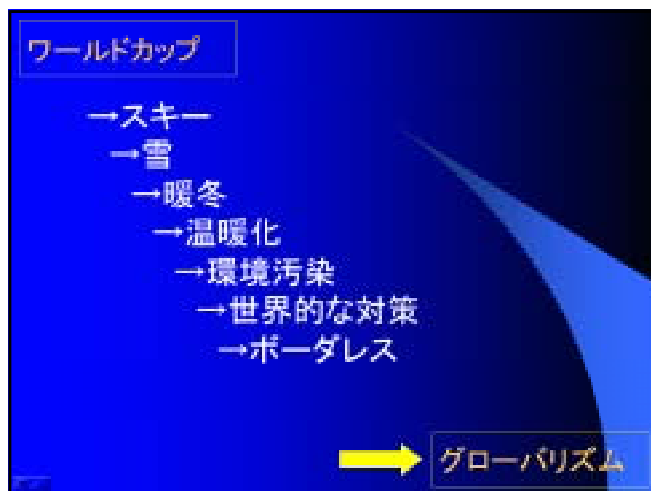 ワールドカップ
→スキー
→雪
→暖冬
→温暖化
→環境汚染
→世界的な対策
→ボーダレス
グローバリズム